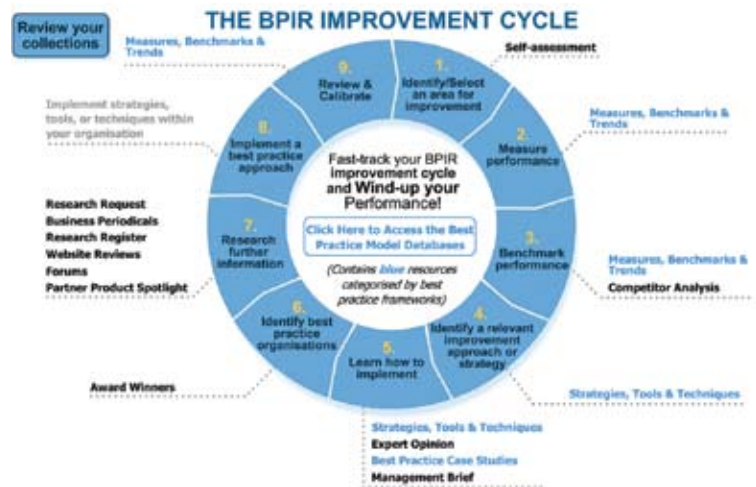 Review your
collections
THE BPIR IMPROVEMENT CYCLE
Measures, Benchmarks &
Trends
Self-assessment
9.
Review &
Calibrate
1.
Identify/Select
an area for
improvement
Implement strategies,
tools, or techniques within
your organisation
8.
Implement a
best practice
approach
2.
Measure
performance
Measures, Benchmarks &
Trends
Fast-track your BPIR
improvement cycle
and Wind-up your
Performance!
Click Here to Access the Best
Practice Model Databases
(Contains blue resources
categorised by best
practice frameworks)
Research Request
Business Periodicals
Research Register
Website Reviews
Forums
Partner Product Spotlight
7.
Research
further
information
3.
Benchmark
performance
Measures, Benchmarks &
Trends
Competitor Analysis
6.
Identify best
practice
organisations
4.
Identify a relevant
improvement
approach or
strategy
5.
Learn how to
implement
Award Winners
Strategies, Tools & Techniques
Strategies, Tools & Techniques
Expert Opinion
Best Practice Case Studies
Management Brief